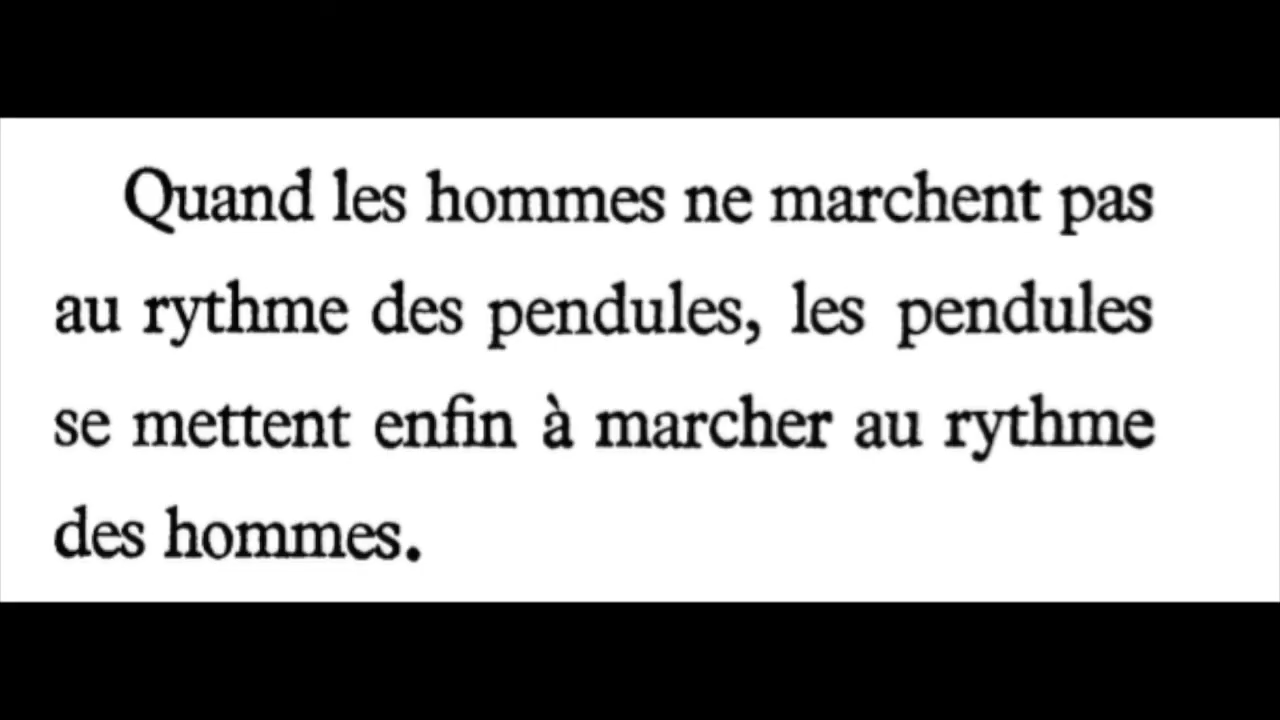 Quand les hommes ne marchent pas
au rythme des pendules, les pendules
se mettent enfin à marcher au rythme
des hommes.